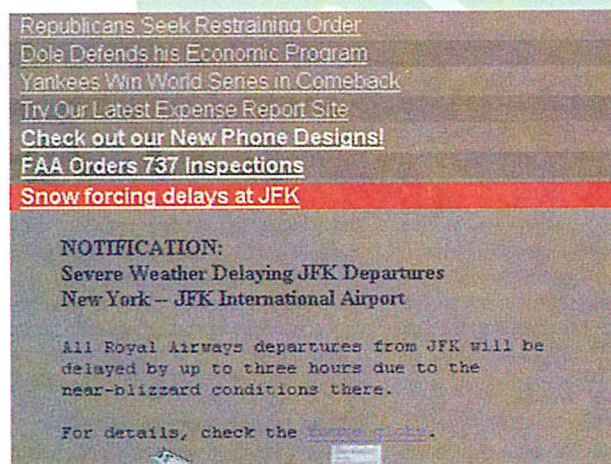 Republicans Seek Restraining Order
Dole Defends his Economic Program
Yankees Win World Series in Comeback
Try Our Latest Expense Report Site
Check out our New Phone Designs!
FAA Orders 737 Inspections
Snow forcing delays at JFK
NOTIFICATION:
Severe Weather Delaying JFK Departures
New York -- JFK International Airport
All Royal Airways departures from JFK will be
delayed by up to three hours due to the
near-blizzard conditions there.
For details, check the .